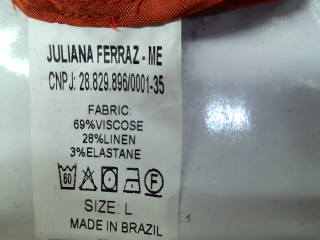 JULIANA FERRAZ - ME
CNPJ: 28.829.896/0001-35
FABRIC:
69%VISCOSE
28%LINEN
3%ELASTANE
60 F
SIZE: L
MADE IN BRAZIL